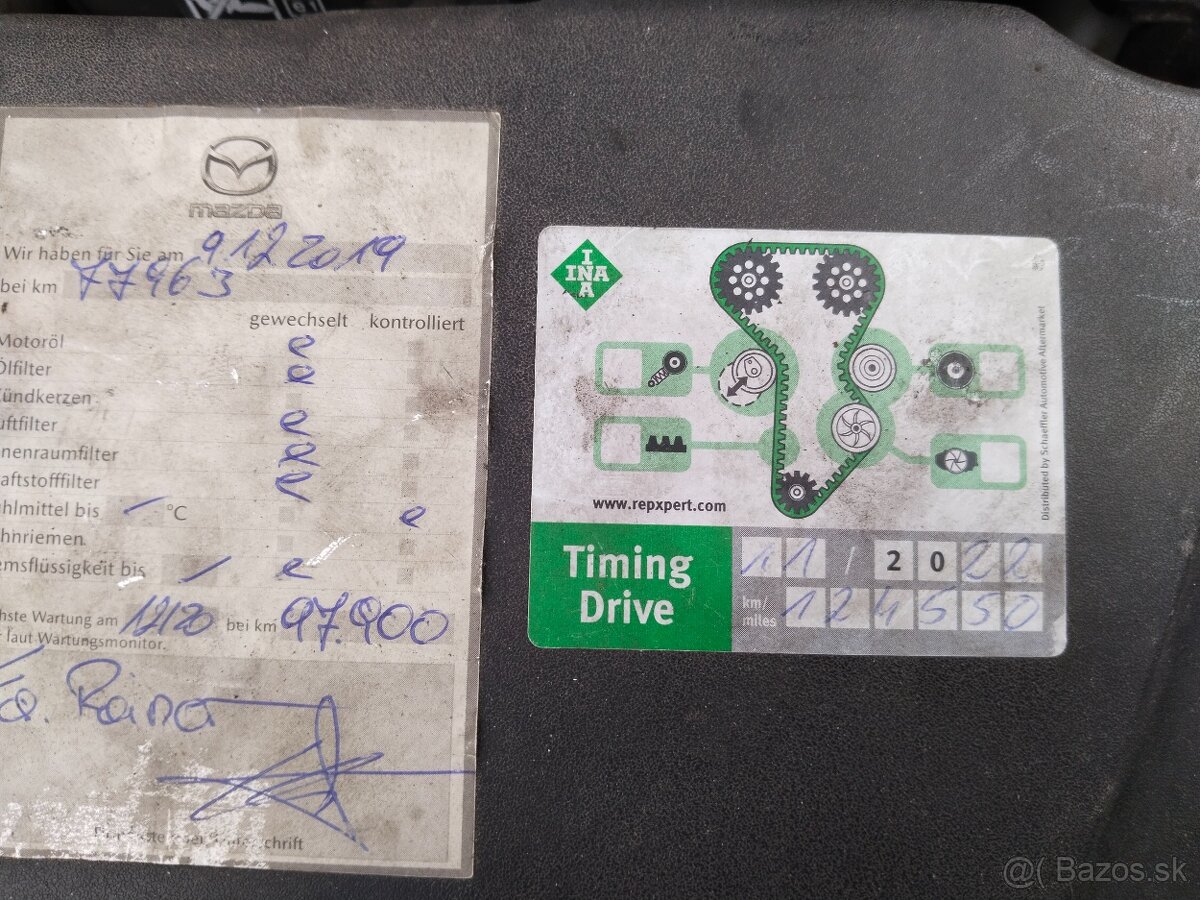 mazda
Wir haben für Sie am 9.12.2019
bei km 77963
gewechselt kontrolliert
Motoröl
Ölfilter
ündkerzen
uftfilter
nenraumfilter
aftstofffilter
hlmittel bis °C
hnriemen
emsflüssigkeit bis
hste Wartung am 12/20 bei km 97.900
laut Wartungsmonitor.
INA
INA
www.repxpert.com
Distributed by Schaeffler Automotive Aftermarket
Timing
Drive
11 / 2022
km/
miles
124550
@( Bazos.sk